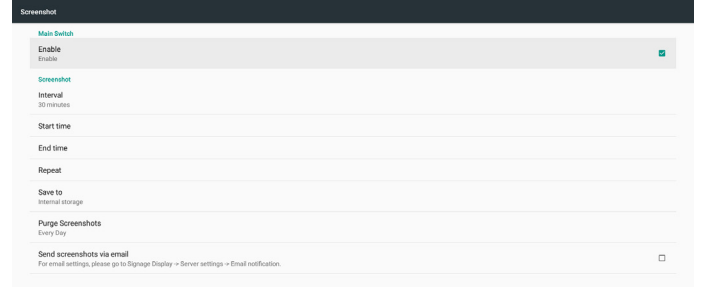 Screenshot
Main Switch
Enable
Enable
Screenshot
Interval
30 minutes
Start time
End time
Repeat
Save to
Internal storage
Purge Screenshots
Every Day
Send screenshots via email
For email settings, please go to Signage Display -> Server settings -> Email notification.